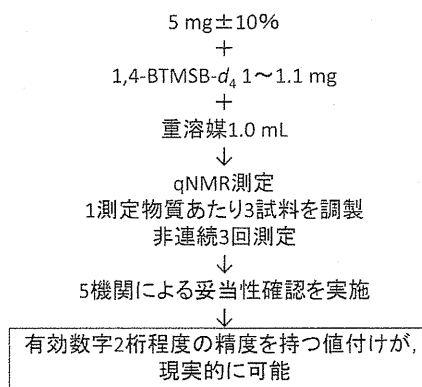 5 mg±10%
+
1,4-BTMSB-d4 1～1.1 mg
+
重溶媒1.0 mL
↓
qNMR測定
1測定物質あたり3試料を調製
非連続3回測定
↓
5機関による妥当性確認を実施
↓
有効数字2桁程度の精度を持つ値付けが,
現実的に可能